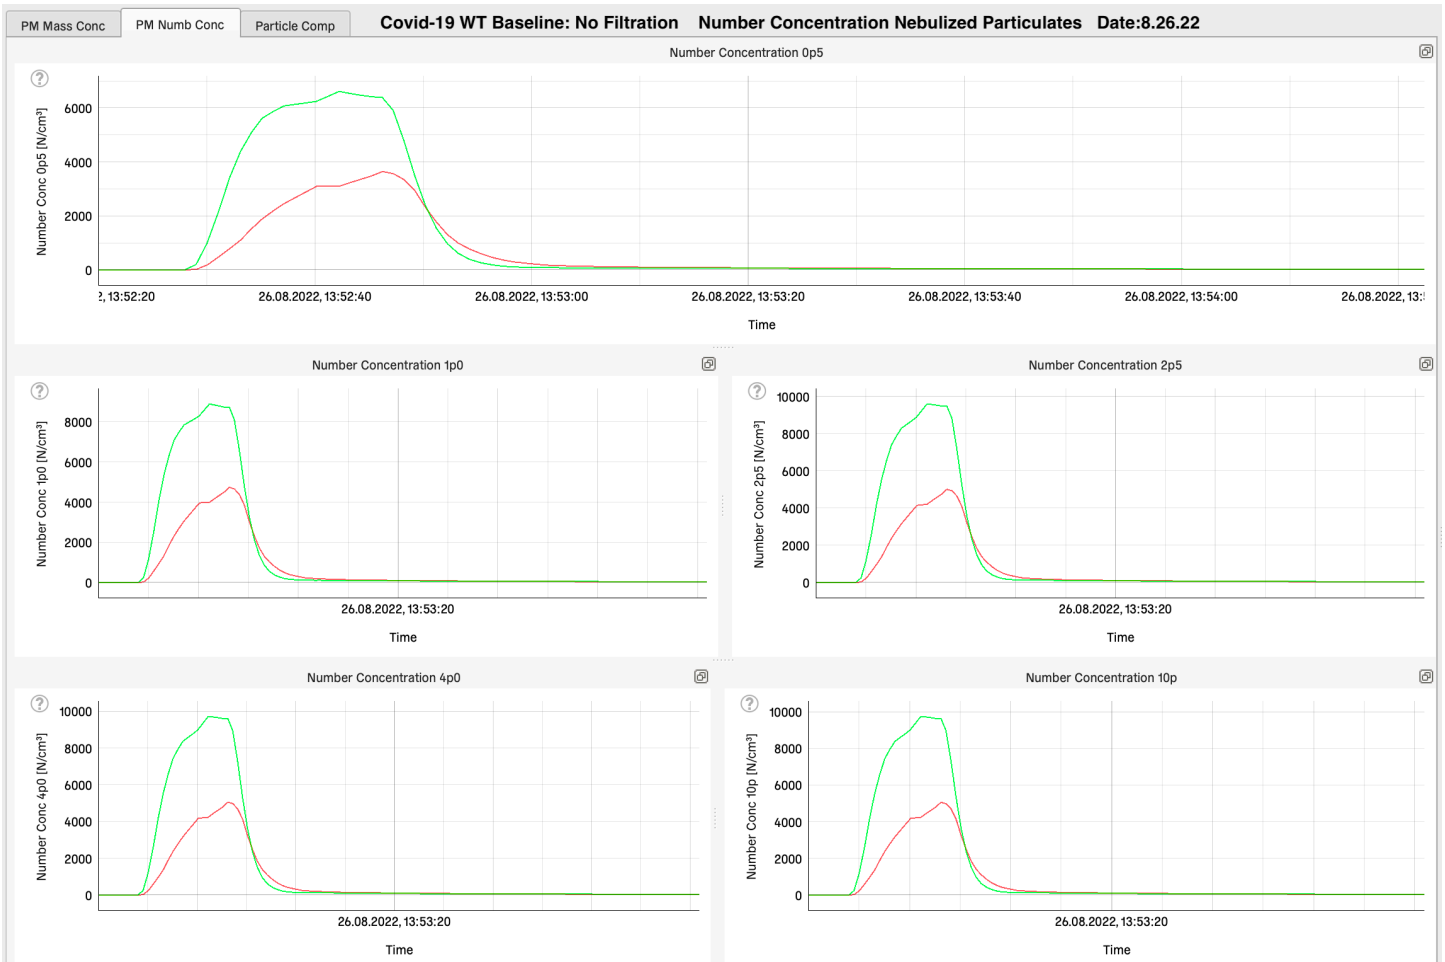 PM Mass Conc PM Numb Conc Particle Comp Covid-19 WT Baseline: No Filtration Number Concentration Nebulized Particulates Date:8.26.22
Number Concentration 0p5
?
Number Conc 0p5 [N/cm³]
6000
4000
2000
0
2, 13:52:20 26.08.2022, 13:52:40 26.08.2022, 13:53:00 26.08.2022, 13:53:20 26.08.2022, 13:53:40 26.08.2022, 13:54:00 26.08.2022, 13:5
Time
Number Concentration 1p0
?
Number Conc 1p0 [N/cm³]
8000
6000
4000
2000
0
26.08.2022, 13:53:20
Time
Number Concentration 2p5
?
Number Conc 2p5 [N/cm³]
10000
8000
6000
4000
2000
0
26.08.2022, 13:53:20
Time
Number Concentration 4p0
?
Number Conc 4p0 [N/cm³]
10000
8000
6000
4000
2000
0
26.08.2022, 13:53:20
Time
Number Concentration 10p
?
Number Conc 10p [N/cm³]
10000
8000
6000
4000
2000
0
26.08.2022, 13:53:20
Time